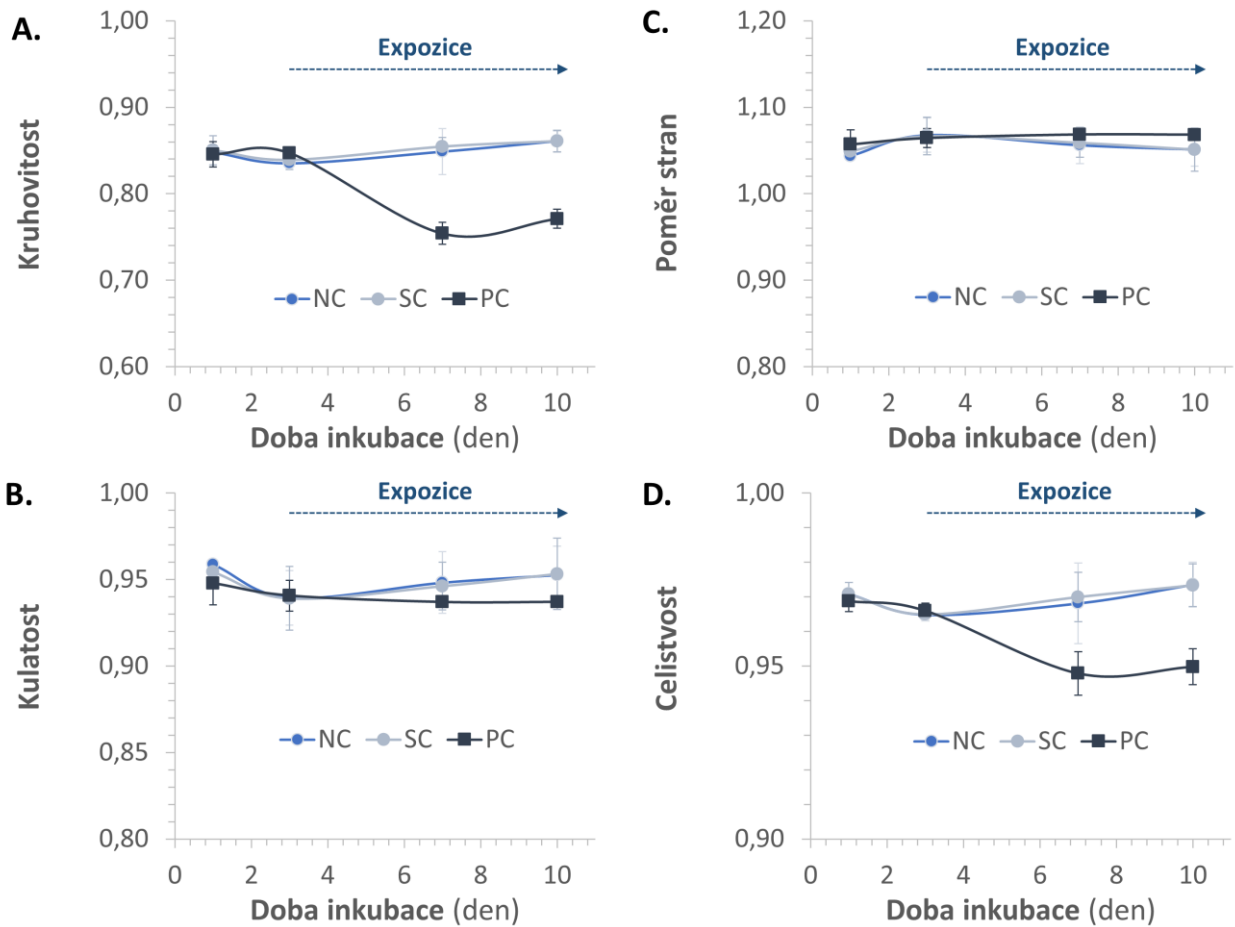 A.
1,00
0,90
0,80
0,70
0,60
Kruhovitost
Expozice
NC SC PC
0 2 4 6 8 10
Doba inkubace (den)
C.
1,20
1,10
1,00
0,90
0,80
Poměr stran
Expozice
NC SC PC
0 2 4 6 8 10
Doba inkubace (den)
B.
1,00
0,95
0,90
0,85
0,80
Kulatost
Expozice
NC SC PC
0 2 4 6 8 10
Doba inkubace (den)
D.
1,00
0,95
0,90
Celistvost
Expozice
NC SC PC
0 2 4 6 8 10
Doba inkubace (den)